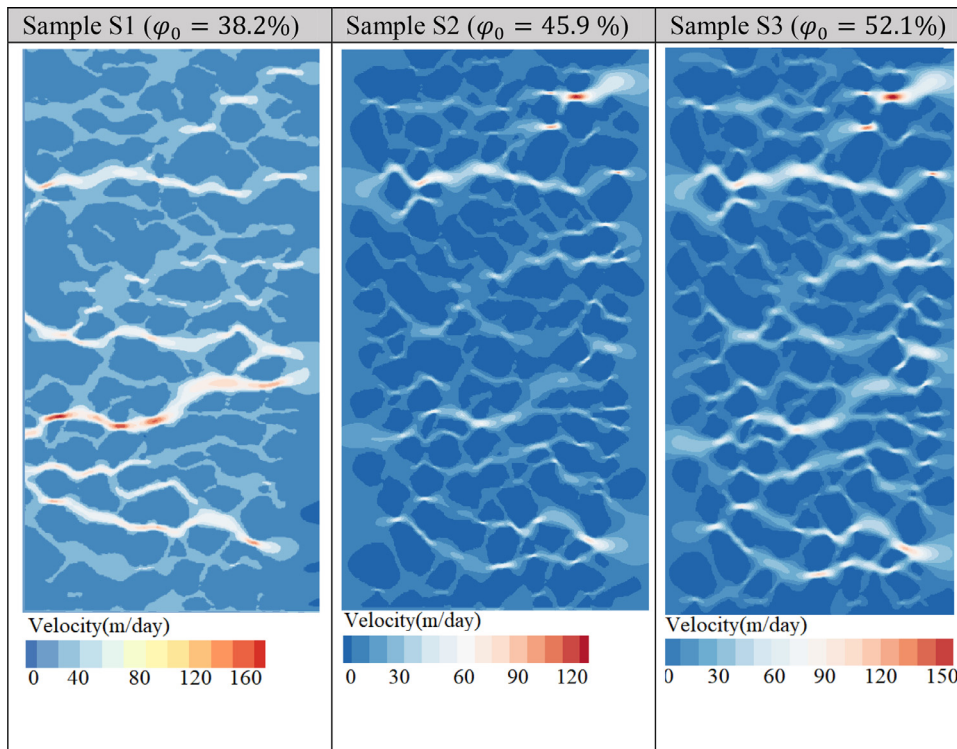 Sample S1 (φ₀ = 38.2%)
Sample S2 (φ₀ = 45.9 %)
Sample S3 (φ₀ = 52.1%)
Velocity(m/day)
0 40 80 120 160
Velocity(m/day)
0 30 60 90 120
Velocity(m/day)
0 30 60 90 150